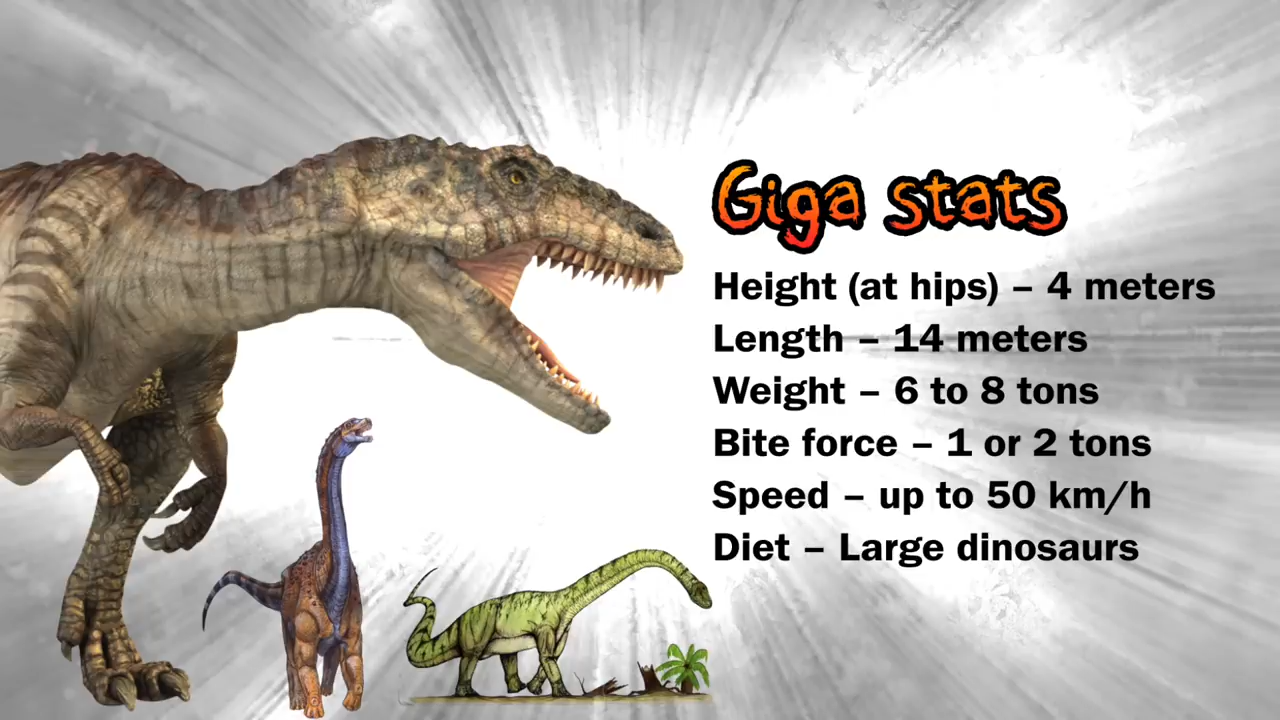 Giga stats
Height (at hips) – 4 meters
Length – 14 meters
Weight – 6 to 8 tons
Bite force – 1 or 2 tons
Speed – up to 50 km/h
Diet – Large dinosaurs